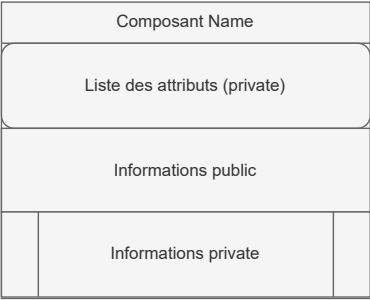 Composant Name
Liste des attributs (private)
Informations public
Informations private